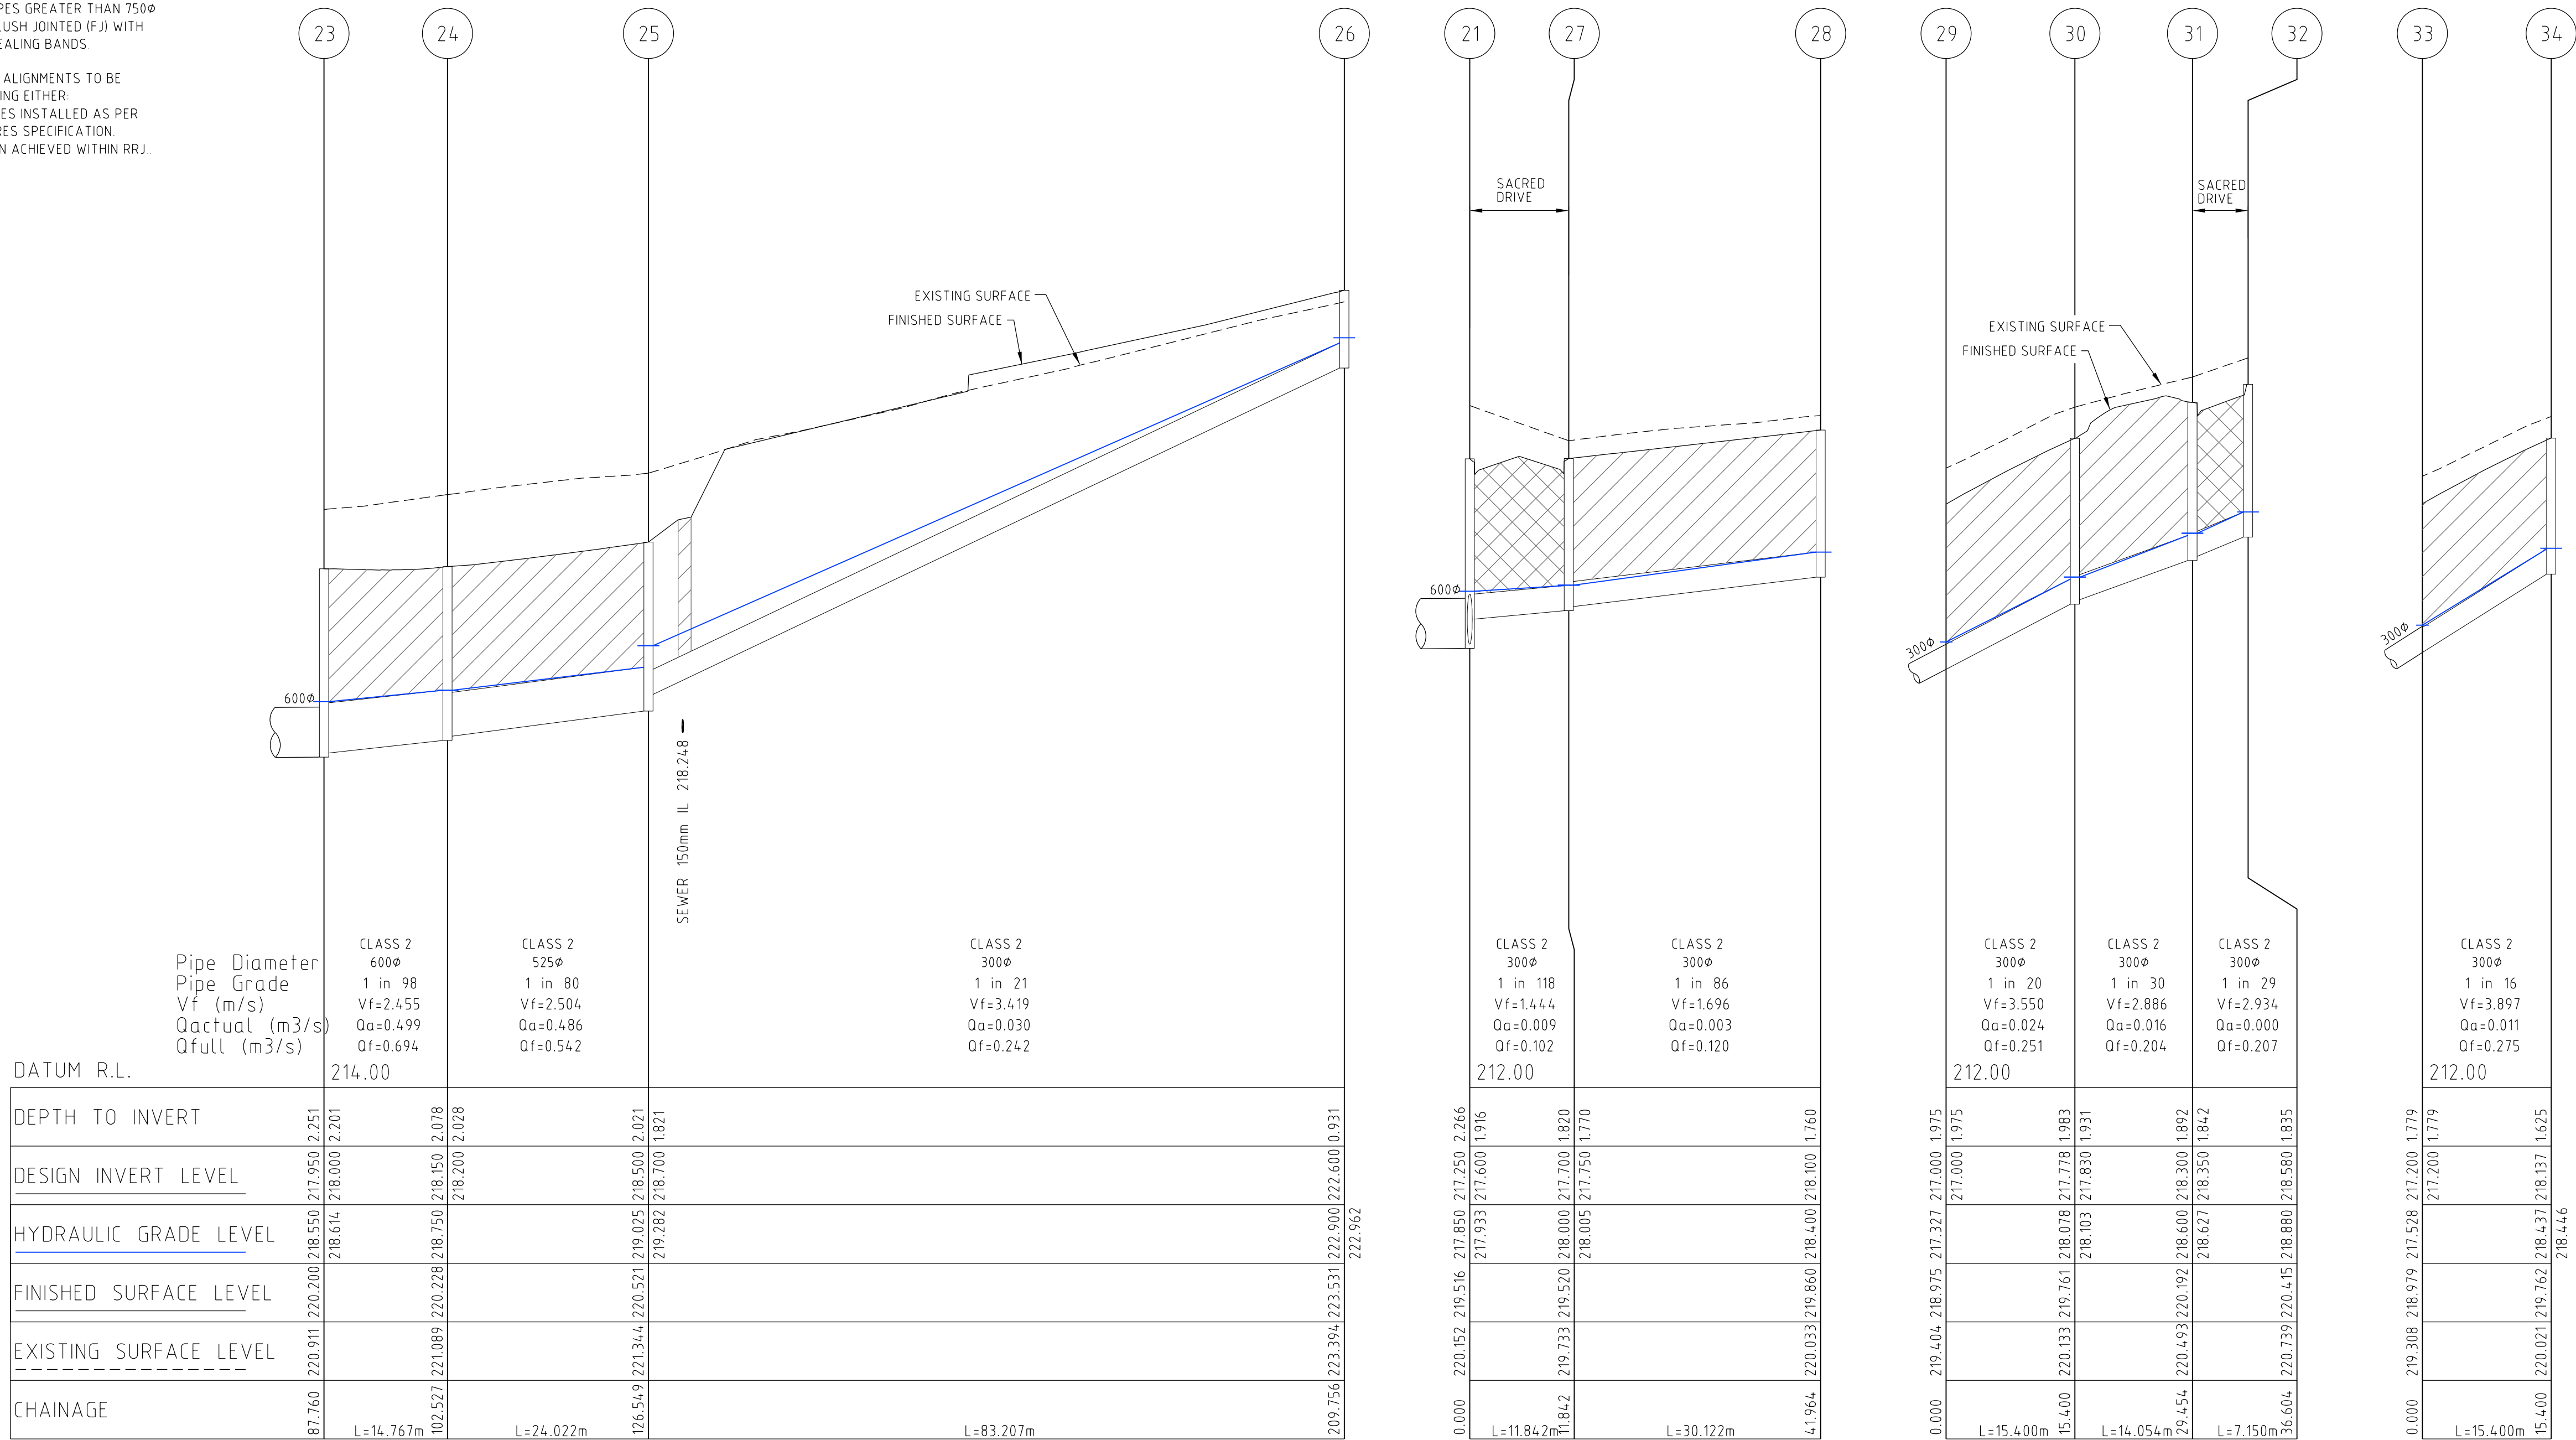 PES GREATER THAN 750Ø
LUSH JOINTED (FJ) WITH
EALING BANDS.
ALIGNMENTS TO BE
ING EITHER:
ES INSTALLED AS PER
RES SPECIFICATION.
N ACHIEVED WITHIN RRJ..
23 24 25 26 21 27 28 29 30 31 32 33 34
SACRED
DRIVE
SACRED
DRIVE
EXISTING SURFACE
FINISHED SURFACE
EXISTING SURFACE
FINISHED SURFACE
600Ø
600Ø
300Ø
300Ø
SEWER 150mm IL 218.248
CLASS 2 CLASS 2 CLASS 2 CLASS 2 CLASS 2 CLASS 2 CLASS 2 CLASS 2 CLASS 2
Pipe Diameter 600Ø 525Ø 300Ø 300Ø 300Ø 300Ø 300Ø 300Ø 300Ø
Pipe Grade 1 in 98 1 in 80 1 in 21 1 in 118 1 in 86 1 in 20 1 in 30 1 in 29 1 in 16
Vf (m/s) Vf=2.455 Vf=2.504 Vf=3.419 Vf=1.444 Vf=1.696 Vf=3.550 Vf=2.886 Vf=2.934 Vf=3.897
Qactual (m3/s) Qa=0.499 Qa=0.486 Qa=0.030 Qa=0.009 Qa=0.003 Qa=0.024 Qa=0.016 Qa=0.000 Qa=0.011
Qfull (m3/s) Qf=0.694 Qf=0.542 Qf=0.242 Qf=0.102 Qf=0.120 Qf=0.251 Qf=0.204 Qf=0.207 Qf=0.275
DATUM R.L. 214.00 212.00 212.00 212.00
DEPTH TO INVERT 2.251 2.201 2.078 2.028 2.021 1.821 0.931 2.266 1.916 1.820 1.770 1.760 1.975 1.975 1.983 1.931 1.892 1.842 1.835 1.779 1.779 1.625
DESIGN INVERT LEVEL 217.950 218.000 218.150 218.200 218.500 218.700 222.600 217.250 217.600 217.700 217.750 218.100 217.000 217.000 217.778 217.830 218.300 218.350 218.580 217.200 217.200 218.137
HYDRAULIC GRADE LEVEL 218.550 218.614 218.750 219.025 219.282 222.900 222.962 217.850 217.933 218.000 218.005 218.400 217.327 218.078 218.103 218.600 218.627 218.880 217.528 218.437 218.446
FINISHED SURFACE LEVEL 220.200 220.228 220.521 223.531 219.516 219.520 219.860 218.975 219.761 220.192 220.415 218.979 219.762
EXISTING SURFACE LEVEL 220.911 221.089 221.344 223.394 220.152 219.733 220.033 219.404 220.133 220.493 220.739 219.308 220.021
CHAINAGE 87.760 102.527 126.549 209.756 0.000 11.842 41.964 0.000 15.400 29.454 36.604 0.000 15.400
L=14.767m L=24.022m L=83.207m L=11.842m L=30.122m L=15.400m L=14.054m L=7.150m L=15.400m